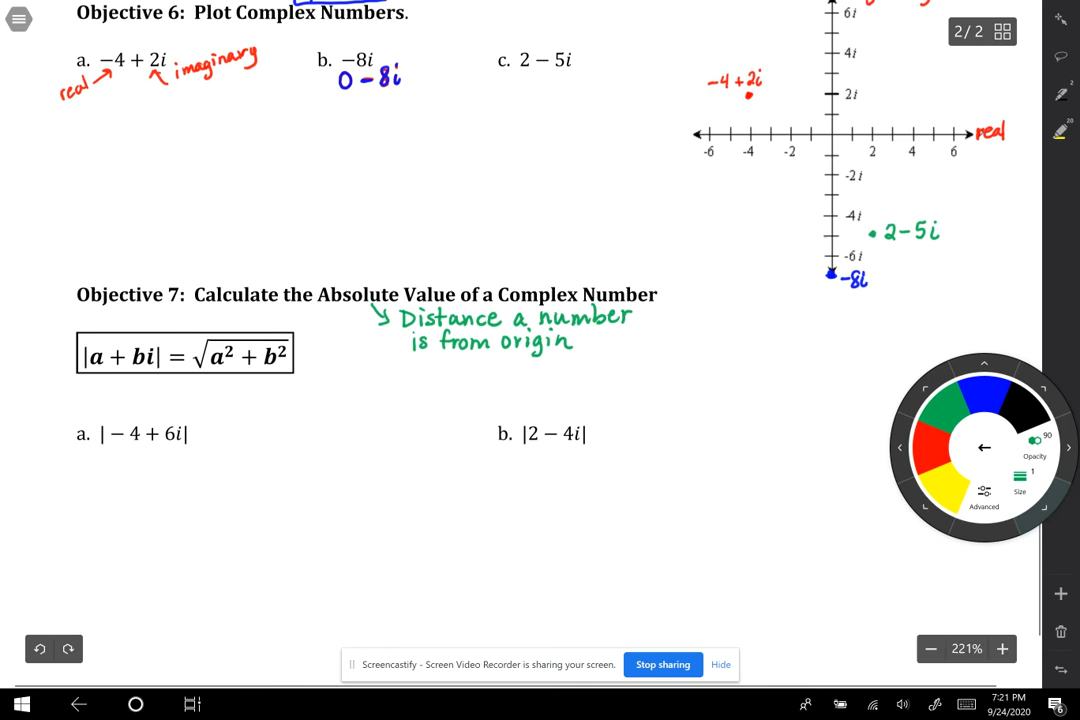 Objective 6: Plot Complex Numbers.
6i
2/2
a. −4 + 2i
imaginary
real
b. −8i
0 − 8i
c. 2 − 5i
4i
−4 + 2i
2i
real
-6 -4 -2 2 4 6
-2i
-4i
2 − 5i
-6i
−8i
Objective 7: Calculate the Absolute Value of a Complex Number
Distance a number
is from origin
|a + bi| = √a² + b²
a. | − 4 + 6i|
b. |2 − 4i|
90
Opacity
1
Size
Advanced
2
20
221%
Screencastify - Screen Video Recorder is sharing your screen.
Stop sharing
Hide
7:21 PM
9/24/2020
6